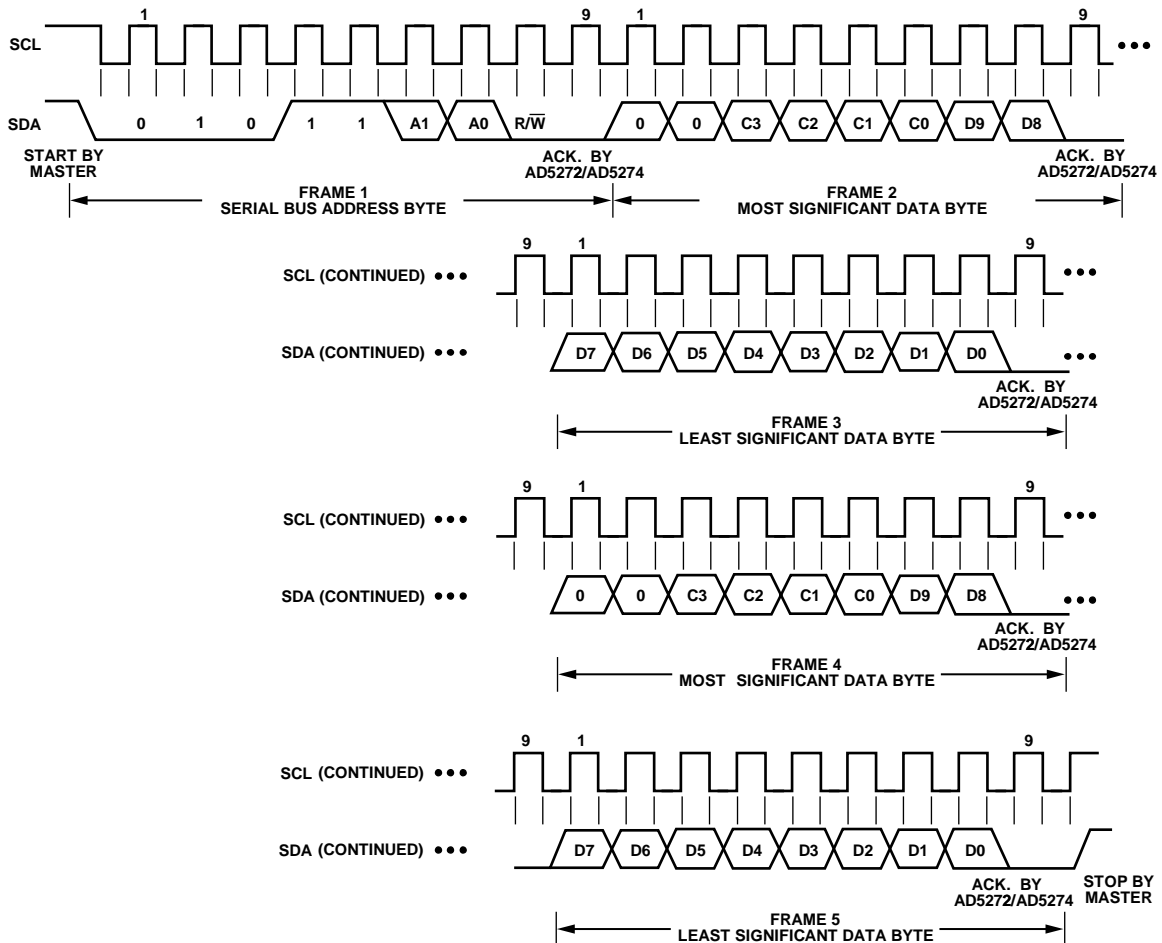 1 9 1 9
SCL •••
SDA 0 1 0 1 1 A1 A0 R/W̅ 0 0 C3 C2 C1 C0 D9 D8
START BY
MASTER
ACK. BY
AD5272/AD5274
ACK. BY
AD5272/AD5274
FRAME 1
SERIAL BUS ADDRESS BYTE
FRAME 2
MOST SIGNIFICANT DATA BYTE
9 1 9
SCL (CONTINUED) ••• •••
SDA (CONTINUED) ••• D7 D6 D5 D4 D3 D2 D1 D0 •••
ACK. BY
AD5272/AD5274
FRAME 3
LEAST SIGNIFICANT DATA BYTE
9 1 9
SCL (CONTINUED) ••• •••
SDA (CONTINUED) ••• 0 0 C3 C2 C1 C0 D9 D8 •••
ACK. BY
AD5272/AD5274
FRAME 4
MOST SIGNIFICANT DATA BYTE
9 1 9
SCL (CONTINUED) •••
SDA (CONTINUED) ••• D7 D6 D5 D4 D3 D2 D1 D0
ACK. BY
AD5272/AD5274
STOP BY
MASTER
FRAME 5
LEAST SIGNIFICANT DATA BYTE